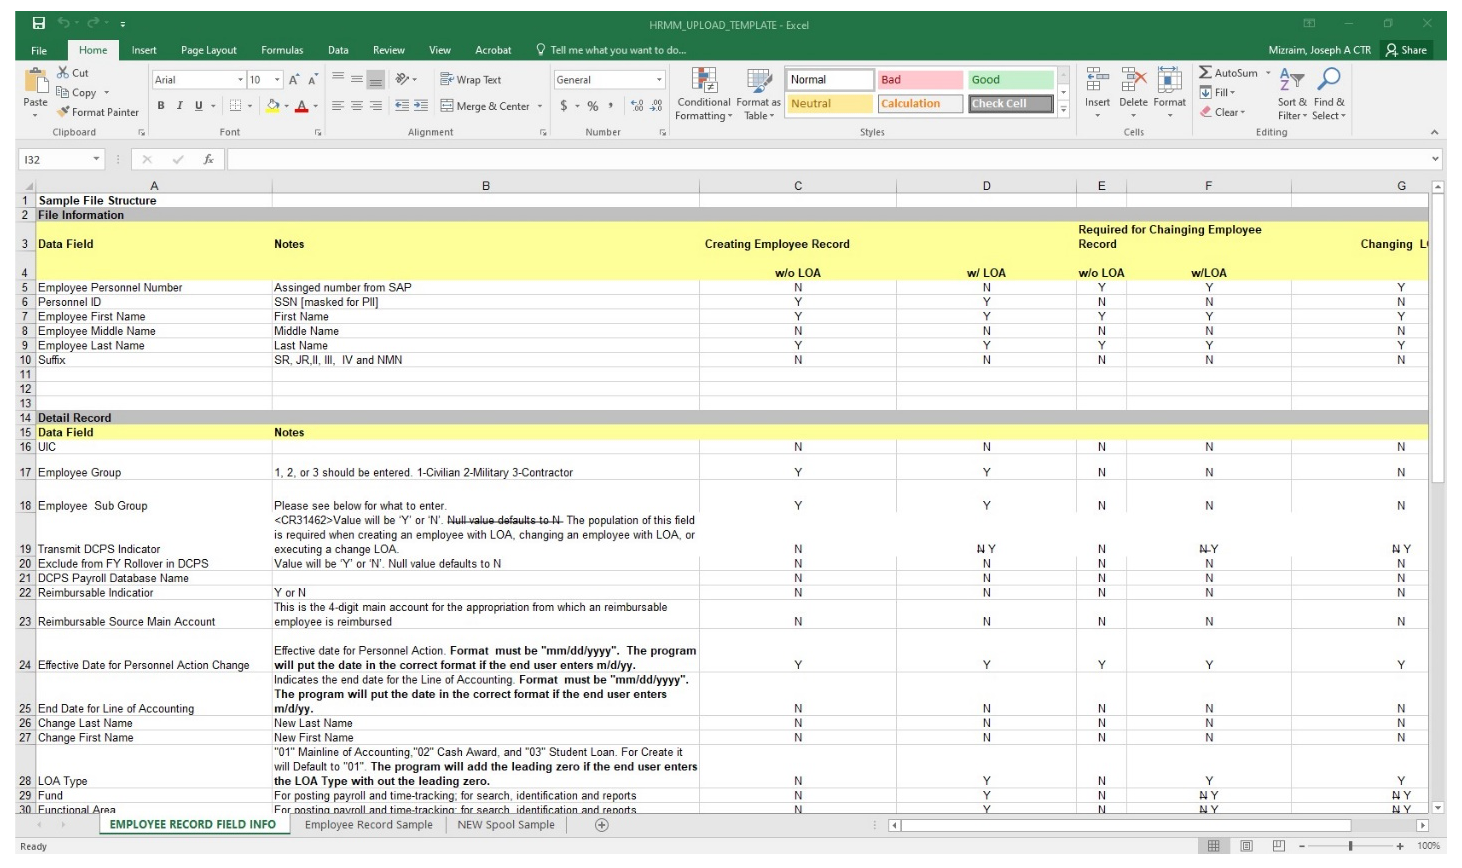 HRMM_UPLOAD_TEMPLATE - Excel
File Home Insert Page Layout Formulas Data Review View Acrobat Tell me what you want to do... Mizraim, Joseph A CTR Share
Paste Cut Copy Format Painter
Arial 10 A A B I U A
Wrap Text Merge & Center
General $ % , .00
Conditional Formatting Format as Table
Normal Bad Good
Neutral Calculation Check Cell
Insert Delete Format
AutoSum Fill Clear
Sort & Filter Find & Select
Clipboard Font Alignment Number Styles Cells Editing
I32 fx
A B C D E F G
1 Sample File Structure
2 File Information
Required for Chainging Employee
3 Data Field Notes Creating Employee Record Record Changing
4 w/o LOA w/ LOA w/o LOA w/LOA
5 Employee Personnel Number Assinged number from SAP N N Y Y Y
6 Personnel ID SSN [masked for PII] Y Y N N N
7 Employee First Name First Name Y Y Y Y Y
8 Employee Middle Name Middle Name N N N N N
9 Employee Last Name Last Name Y Y Y Y Y
10 Suffix SR, JR,II, III, IV and NMN N N N N N
11
12
13
14 Detail Record
15 Data Field Notes
16 UIC N N N N N
17 Employee Group 1, 2, or 3 should be entered. 1-Civilian 2-Military 3-Contractor Y Y N N N
18 Employee Sub Group Please see below for what to enter. Y Y N N N
<CR31462>Value will be 'Y' or 'N'. Null value defaults to N. The population of this field
is required when creating an employee with LOA, changing an employee with LOA, or
19 Transmit DCPS Indicator executing a change LOA. N N Y N N Y N Y
20 Exclude from FY Rollover in DCPS Value will be 'Y' or 'N'. Null value defaults to N N N N N N
21 DCPS Payroll Database Name N N N N N
22 Reimbursable Indicatior Y or N N N N N N
This is the 4-digit main account for the appropriation from which an reimbursable
23 Reimbursable Source Main Account employee is reimbursed N N N N N
Effective date for Personnel Action. Format must be "mm/dd/yyyy". The program
24 Effective Date for Personnel Action Change will put the date in the correct format if the end user enters m/d/yy. Y Y Y Y Y
Indicates the end date for the Line of Accounting. Format must be "mm/dd/yyyy".
The program will put the date in the correct format if the end user enters
25 End Date for Line of Accounting m/d/yy. N N N N N
26 Change Last Name New Last Name N N N N N
27 Change First Name New First Name N N N N N
"01" Mainline of Accounting,"02" Cash Award, and "03" Student Loan. For Create it
will Default to "01". The program will add the leading zero if the end user enters
28 LOA Type the LOA Type with out the leading zero. N Y N Y Y
29 Fund For posting payroll and time-tracking; for search, identification and reports N Y N N Y N Y
30 Functional Area For posting payroll and time-tracking; for search, identification and reports N Y N N Y N Y
EMPLOYEE RECORD FIELD INFO Employee Record Sample NEW Spool Sample
Ready 100%